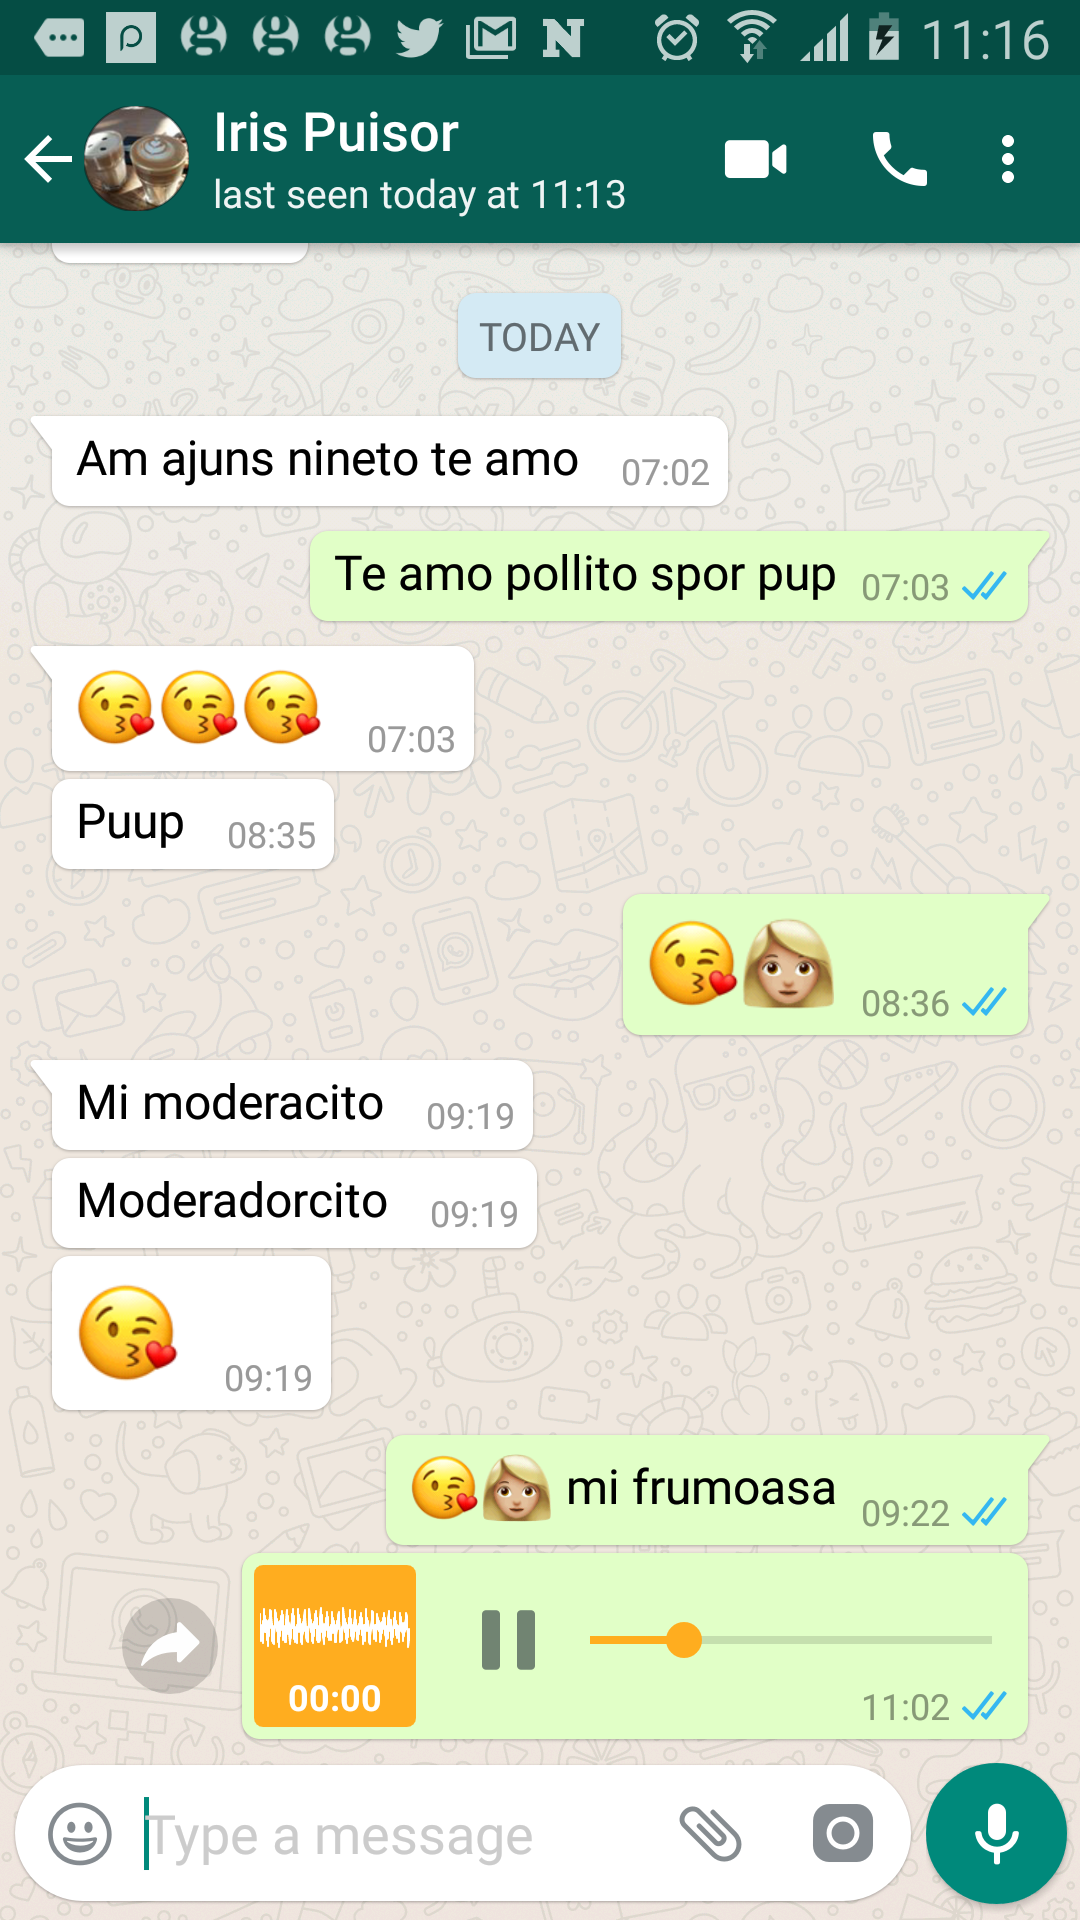 11:16
Iris Puisor
last seen today at 11:13
TODAY
Am ajuns nineto te amo 07:02
Te amo pollito spor pup 07:03
07:03
Puup 08:35
08:36
Mi moderacito 09:19
Moderadorcito 09:19
09:19
mi frumoasa 09:22
00:00
11:02
Type a message